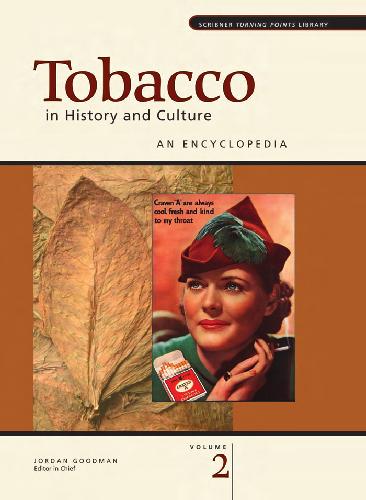 SCRIBNER TURNING POINTS LIBRARY
Tobacco
in History and Culture
AN ENCYCLOPEDIA
Craven "A" are always
cool, fresh and kind
to my throat
VOLUME
2
JORDAN GOODMAN
Editor in Chief